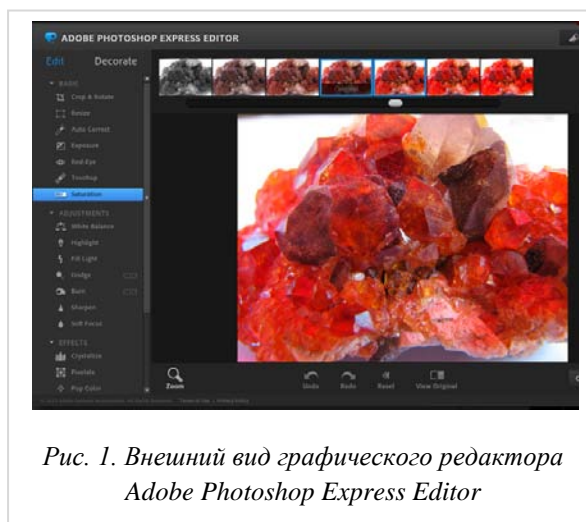 ADOBE PHOTOSHOP EXPRESS EDITOR
Edit Decorate
BASIC
Crop & Rotate
Resize
Auto Correct
Exposure
Red-Eye
Touchup
Saturation
ADJUSTMENTS
White Balance
Highlight
Fill Light
Dodge
Burn
Sharpen
Soft Focus
EFFECTS
Crystallize
Pixelate
Pop Color
Zoom
Undo Redo Reset View Original
Рис. 1. Внешний вид графического редактора
Adobe Photoshop Express Editor